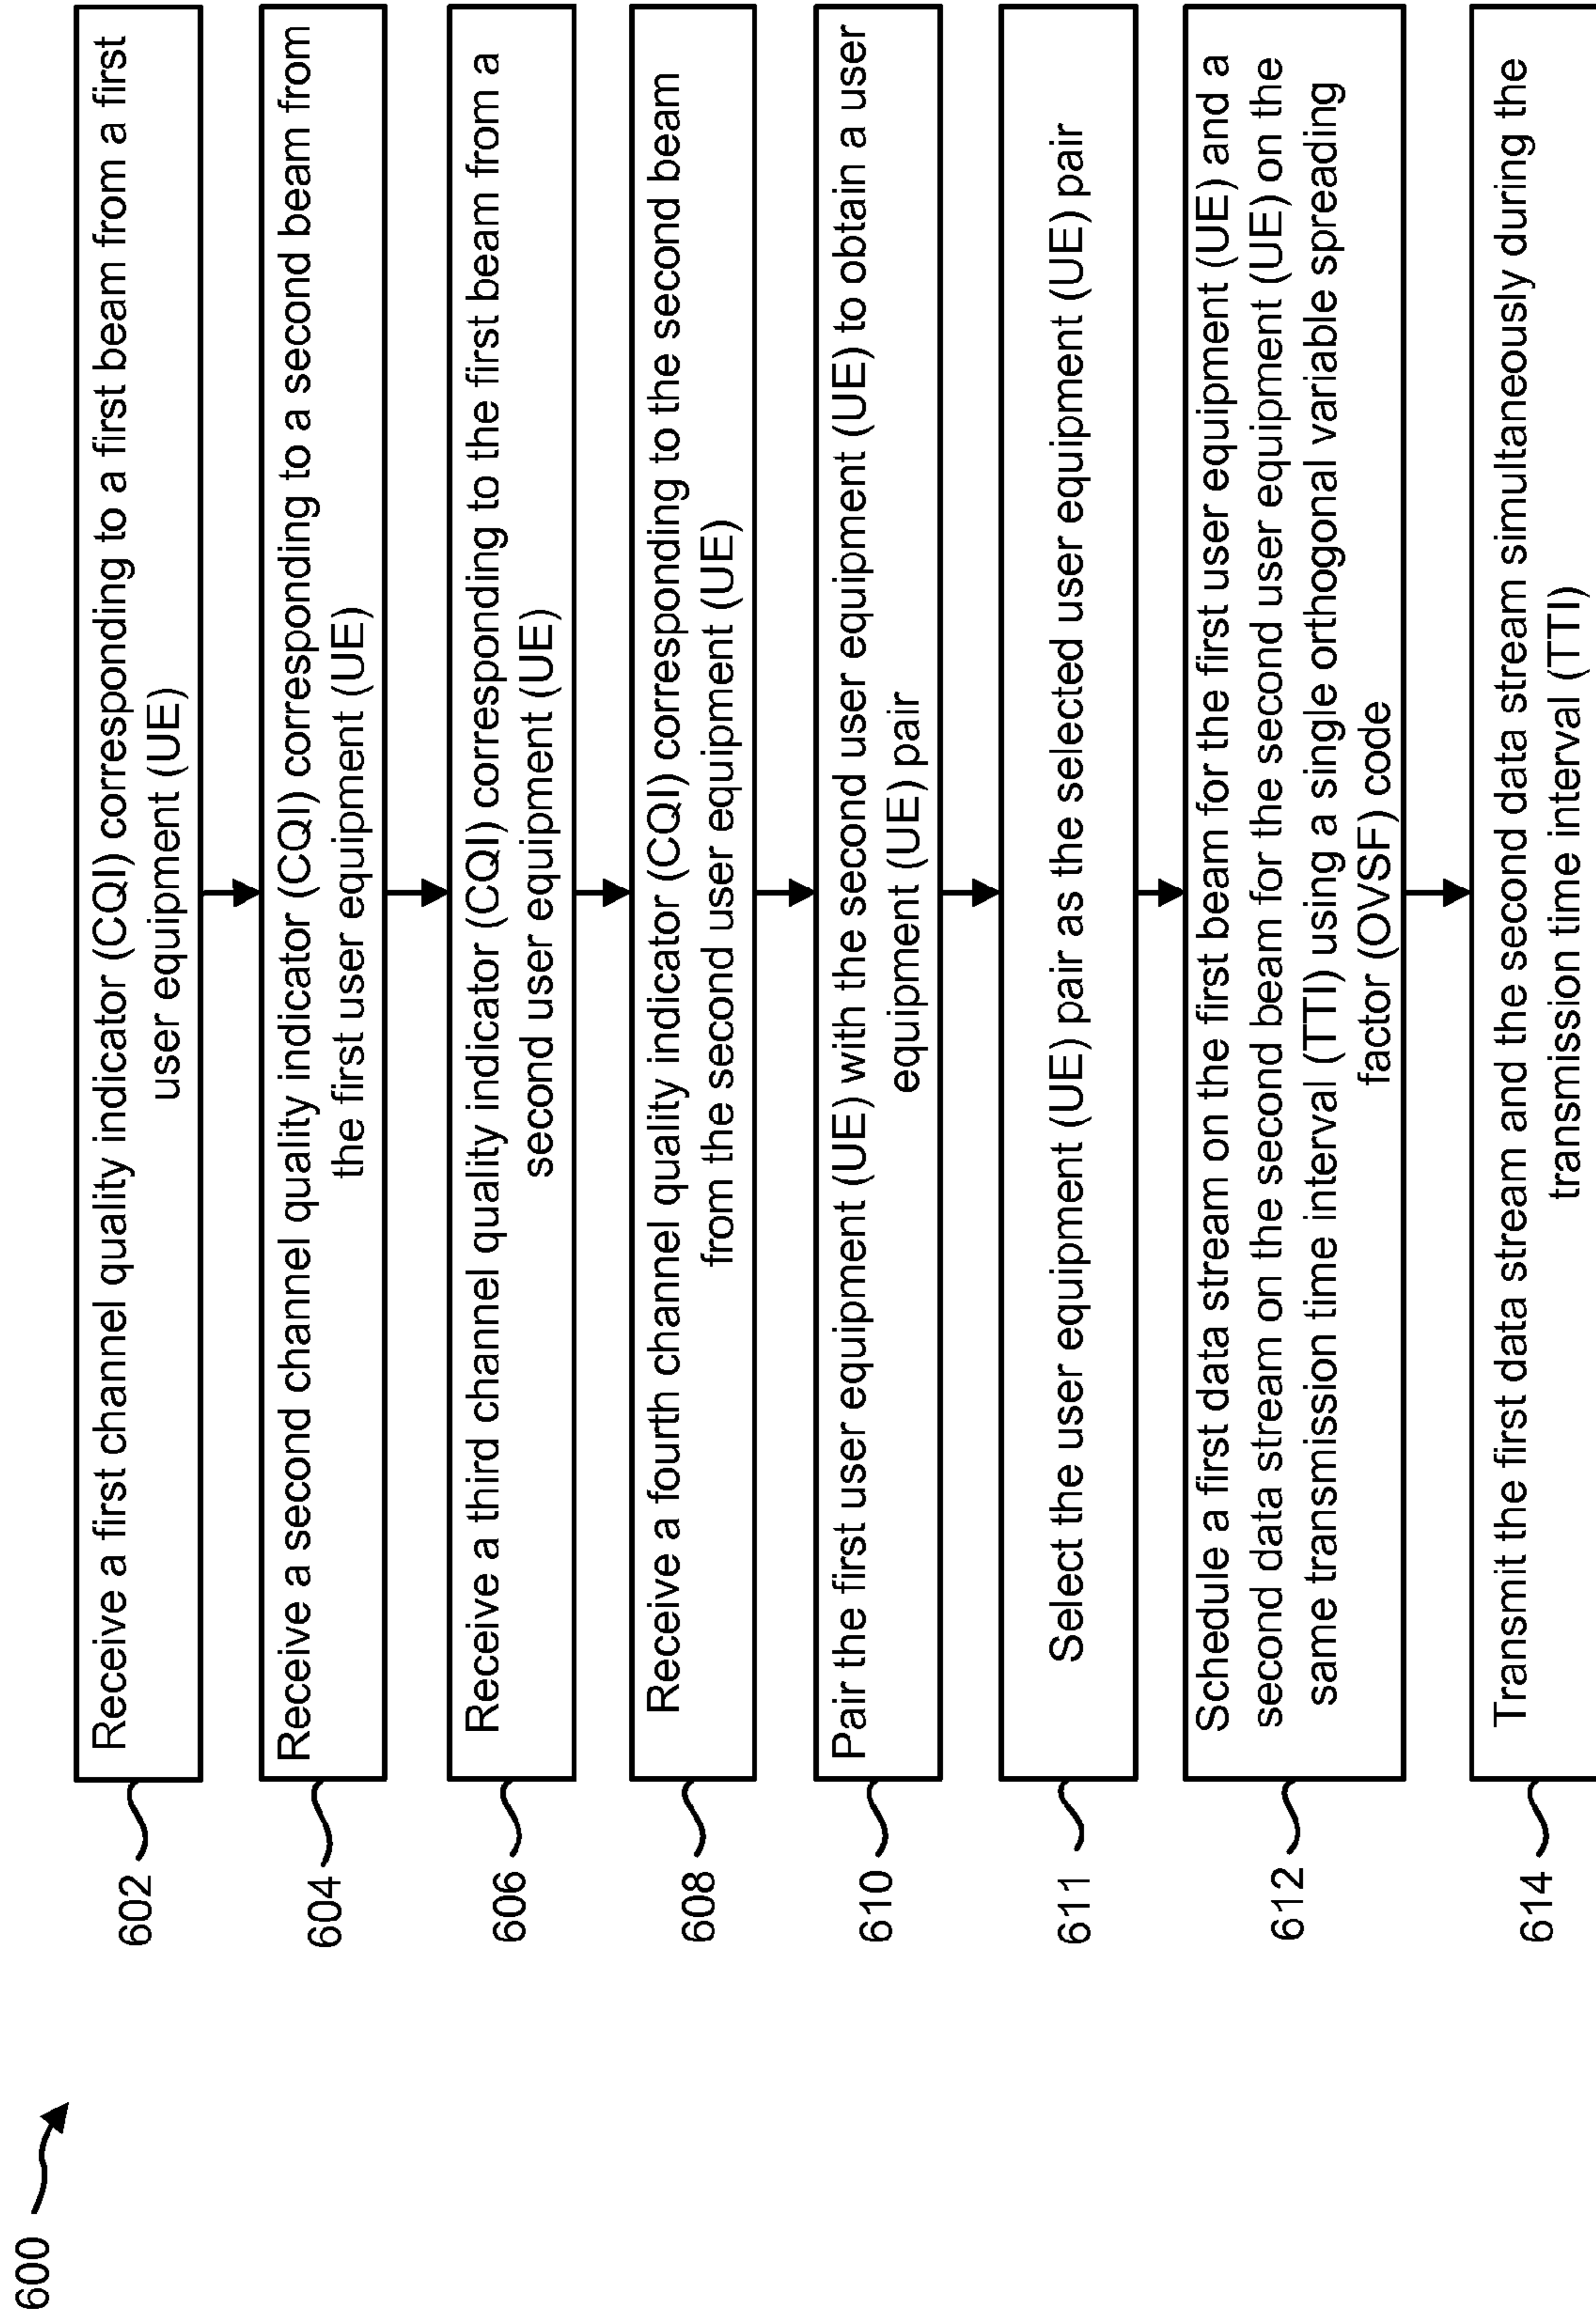 600
602
Receive a first channel quality indicator (CQI) corresponding to a first beam from a first
user equipment (UE)
604
Receive a second channel quality indicator (CQI) corresponding to a second beam from
the first user equipment (UE)
606
Receive a third channel quality indicator (CQI) corresponding to the first beam from a
second user equipment (UE)
608
Receive a fourth channel quality indicator (CQI) corresponding to the second beam
from the second user equipment (UE)
610
Pair the first user equipment (UE) with the second user equipment (UE) to obtain a user
equipment (UE) pair
611
Select the user equipment (UE) pair as the selected user equipment (UE) pair
612
Schedule a first data stream on the first beam for the first user equipment (UE) and a
second data stream on the second beam for the second user equipment (UE) on the
same transmission time interval (TTI) using a single orthogonal variable spreading
factor (OVSF) code
614
Transmit the first data stream and the second data stream simultaneously during the
transmission time interval (TTI)